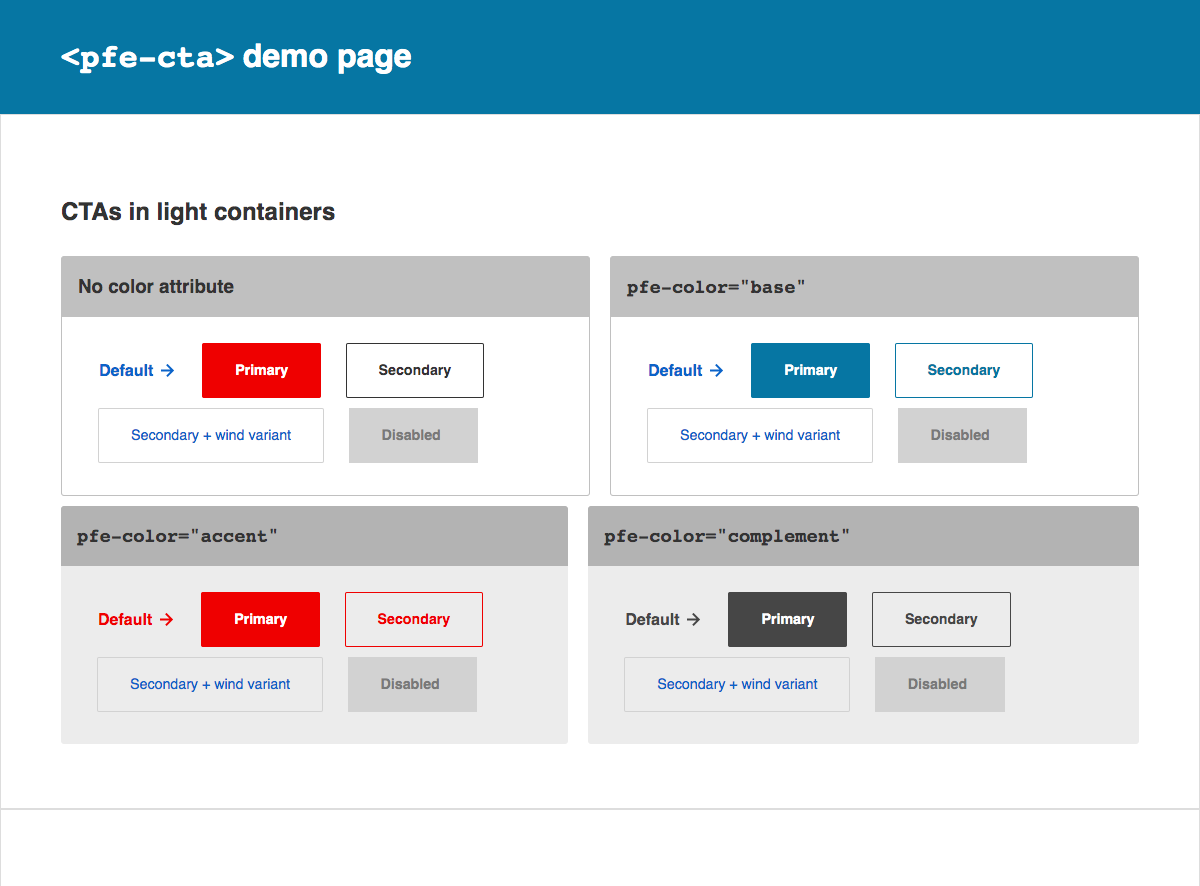 <pfe-cta> demo page
CTAs in light containers
No color attribute
Default → Primary Secondary
Secondary + wind variant Disabled
pfe-color="base"
Default → Primary Secondary
Secondary + wind variant Disabled
pfe-color="accent"
Default → Primary Secondary
Secondary + wind variant Disabled
pfe-color="complement"
Default → Primary Secondary
Secondary + wind variant Disabled